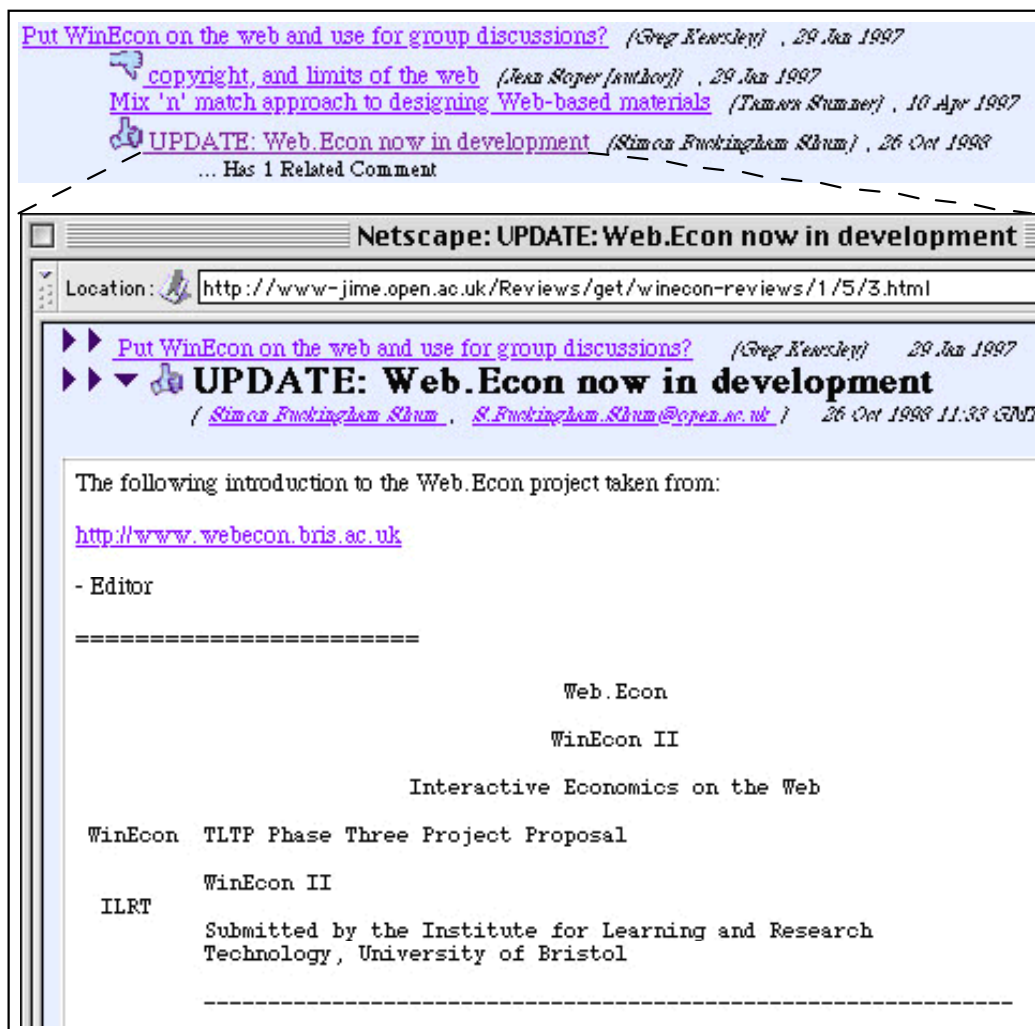 Put WinEcon on the web and use for group discussions? (Greg Kearsley) , 29 Jan 1997
copyright, and limits of the web (Jean Soper [author]) , 29 Jan 1997
Mix 'n' match approach to designing Web-based materials (Tamara Sumner) , 10 Apr 1997
UPDATE: Web.Econ now in development (Simon Buckingham Shum) , 26 Oct 1998
... Has 1 Related Comment
Netscape: UPDATE: Web.Econ now in development
Location: http://www-jime.open.ac.uk/Reviews/get/winecon-reviews/1/5/3.html
Put WinEcon on the web and use for group discussions? (Greg Kearsley) 29 Jan 1997
UPDATE: Web.Econ now in development
( Simon Buckingham Shum , S.Buckingham.Shum@open.ac.uk ) 26 Oct 1998 11:33 GMT
The following introduction to the Web.Econ project taken from:
http://www.webecon.bris.ac.uk
- Editor
=======================
Web.Econ
WinEcon II
Interactive Economics on the Web
WinEcon TLTP Phase Three Project Proposal
WinEcon II
ILRT
Submitted by the Institute for Learning and Research
Technology, University of Bristol
--------------------------------------------------------------